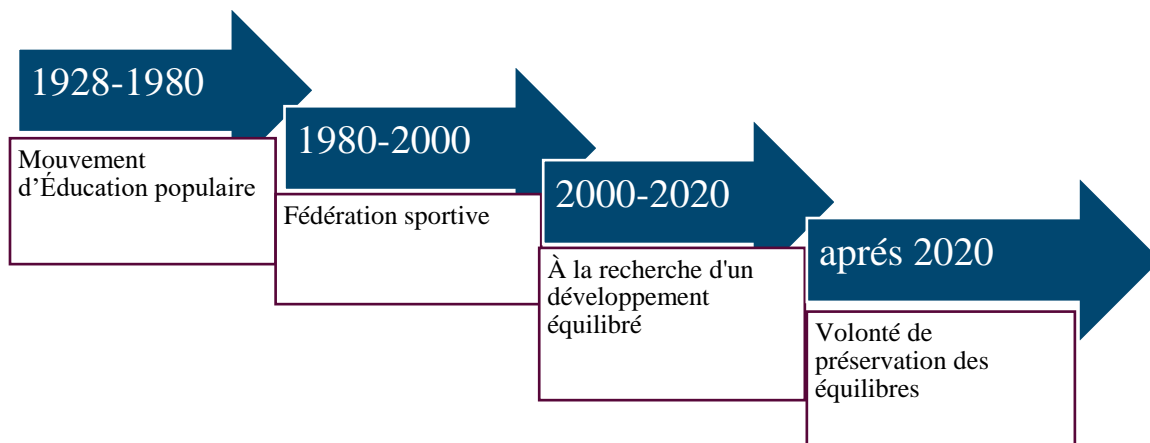 1928-1980
Mouvement
d’Éducation populaire
1980-2000
Fédération sportive
2000-2020
À la recherche d'un
développement
équilibré
aprés 2020
Volonté de
préservation des
équilibres